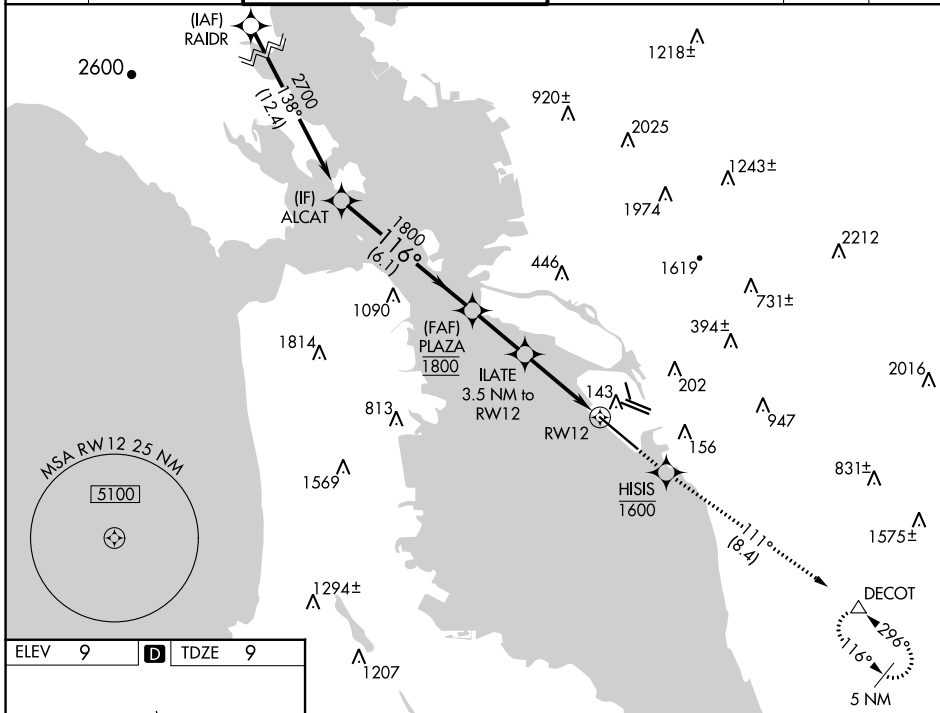 (IAF)
RAIDR
2600
2700
138°
(12.4)
1218±
920±
2025
1243±
1974
(IF)
ALCAT
1800
116°
(6.1)
446
1619
2212
731±
1090
(FAF)
PLAZA
1800
394±
1814
ILATE
3.5 NM to
RW12
202
2016
143
813
947
RW12
156
MSA RW12 25 NM
5100
1569
HISIS
1600
831±
111°
(8.4)
1575±
1294±
DECOT
296°
116°
5 NM
ELEV 9 D TDZE 9
1207